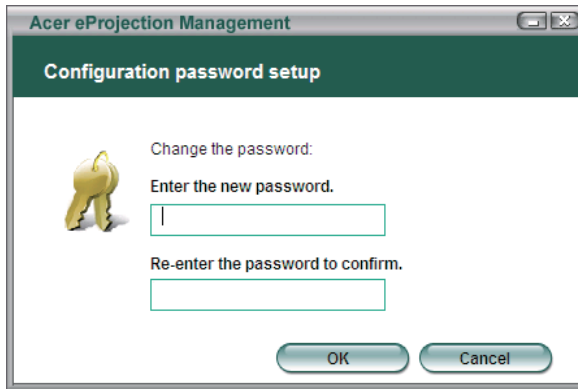 Acer eProjection Management
Configuration password setup
Change the password:
Enter the new password.
Re-enter the password to confirm.
OK
Cancel